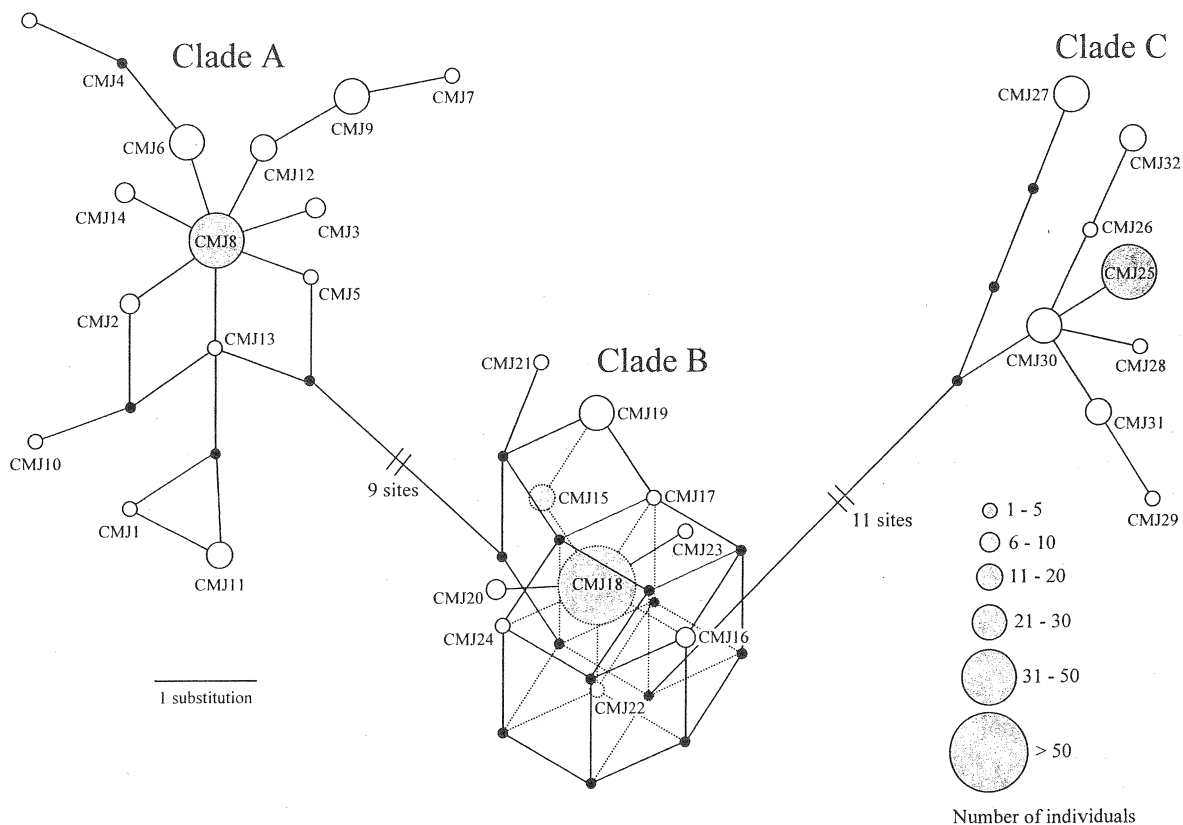 Clade A
Clade C
CMJ4
CMJ7
CMJ9
CMJ27
CMJ6
CMJ12
CMJ32
CMJ14
CMJ3
CMJ26
CMJ8
CMJ25
CMJ5
CMJ2
CMJ13
CMJ30
CMJ28
CMJ21
Clade B
CMJ19
CMJ31
CMJ10
9 sites
CMJ15
CMJ17
11 sites
CMJ29
CMJ1
CMJ11
CMJ23
CMJ18
CMJ20
CMJ24
CMJ16
CMJ22
1 substitution
1 - 5
6 - 10
11 - 20
21 - 30
31 - 50
> 50
Number of individuals